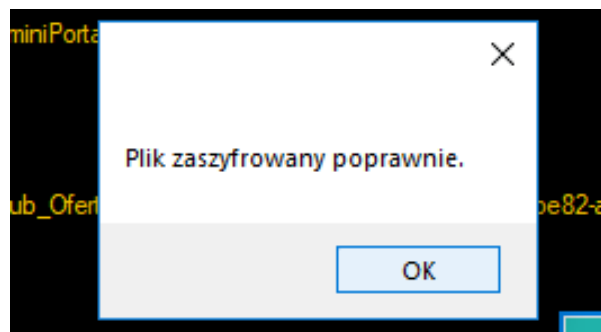 miniPorta
Plik zaszyfrowany poprawnie.
ub_Ofert
be82-a
OK